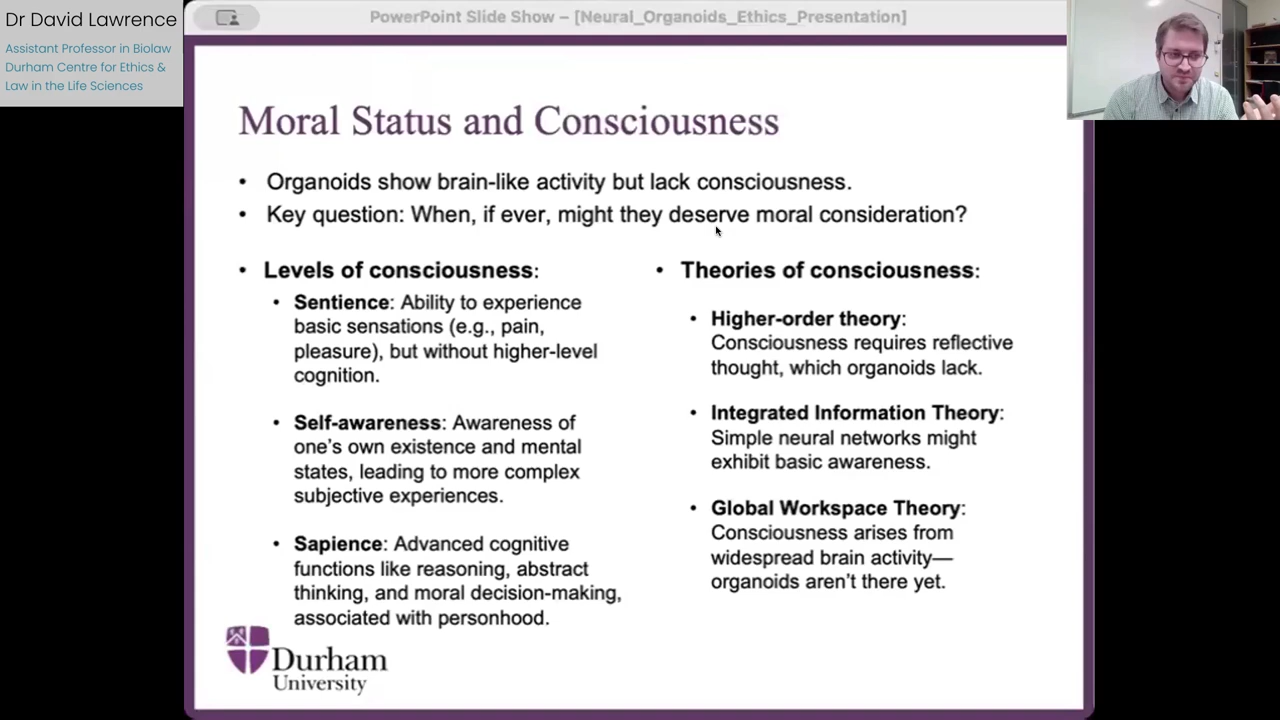 Dr David Lawrence
Assistant Professor in Biolaw
Durham Centre for Ethics &
Law in the Life Sciences
PowerPoint Slide Show – [Neural_Organoids_Ethics_Presentation]
Moral Status and Consciousness
• Organoids show brain-like activity but lack consciousness.
• Key question: When, if ever, might they deserve moral consideration?
• Levels of consciousness:
• Sentience: Ability to experience
basic sensations (e.g., pain,
pleasure), but without higher-level
cognition.
• Self-awareness: Awareness of
one's own existence and mental
states, leading to more complex
subjective experiences.
• Sapience: Advanced cognitive
functions like reasoning, abstract
thinking, and moral decision-making,
associated with personhood.
• Theories of consciousness:
• Higher-order theory:
Consciousness requires reflective
thought, which organoids lack.
• Integrated Information Theory:
Simple neural networks might
exhibit basic awareness.
• Global Workspace Theory:
Consciousness arises from
widespread brain activity—
organoids aren't there yet.
Durham
University